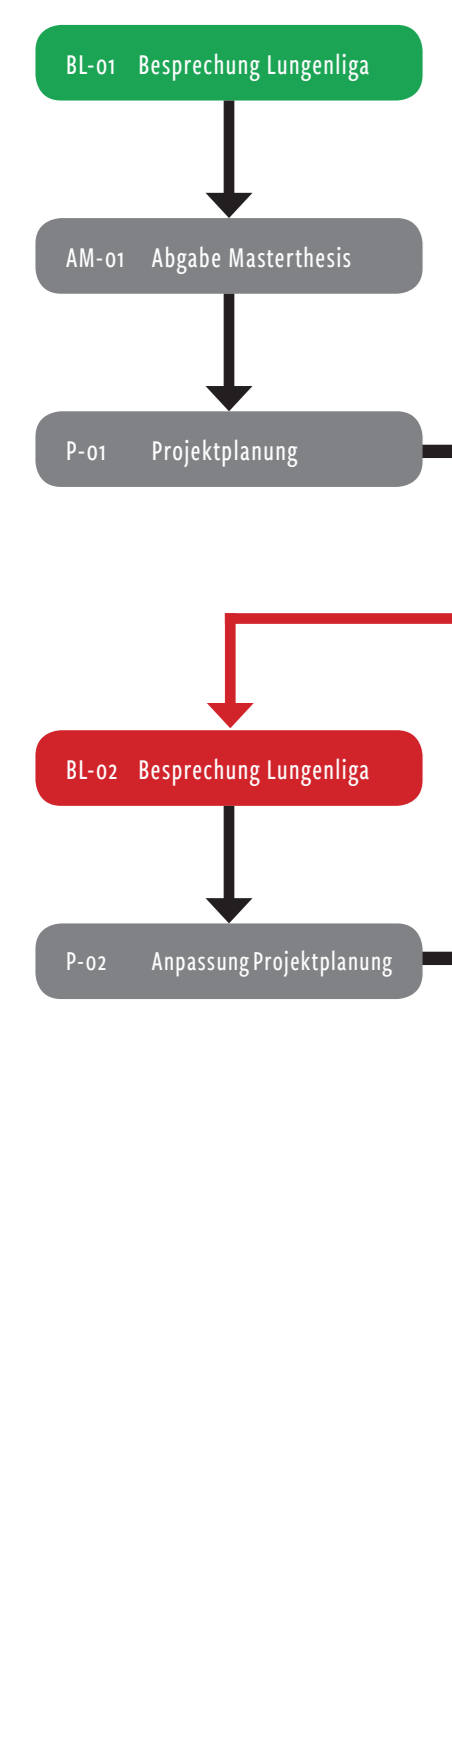 BL-01 Besprechung Lungenliga
AM-01 Abgabe Masterthesis
P-01 Projektplanung
BL-02 Besprechung Lungenliga
P-02 Anpassung Projektplanung